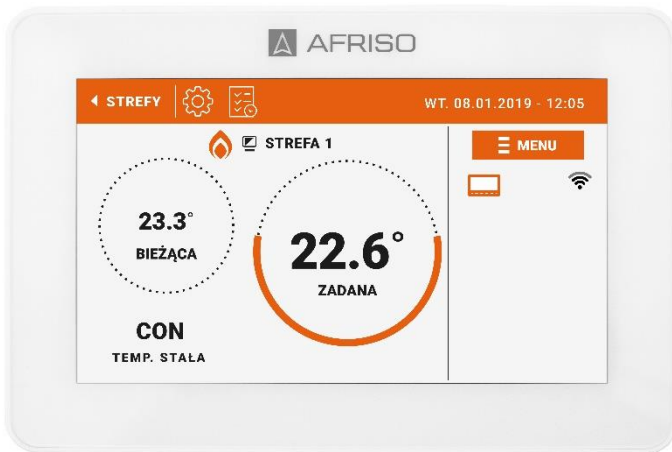 AFRISO
STREFY
WT. 08.01.2019 - 12:05
STREFA 1
MENU
23.3°
BIEŻĄCA
22.6°
ZADANA
CON
TEMP. STAŁA